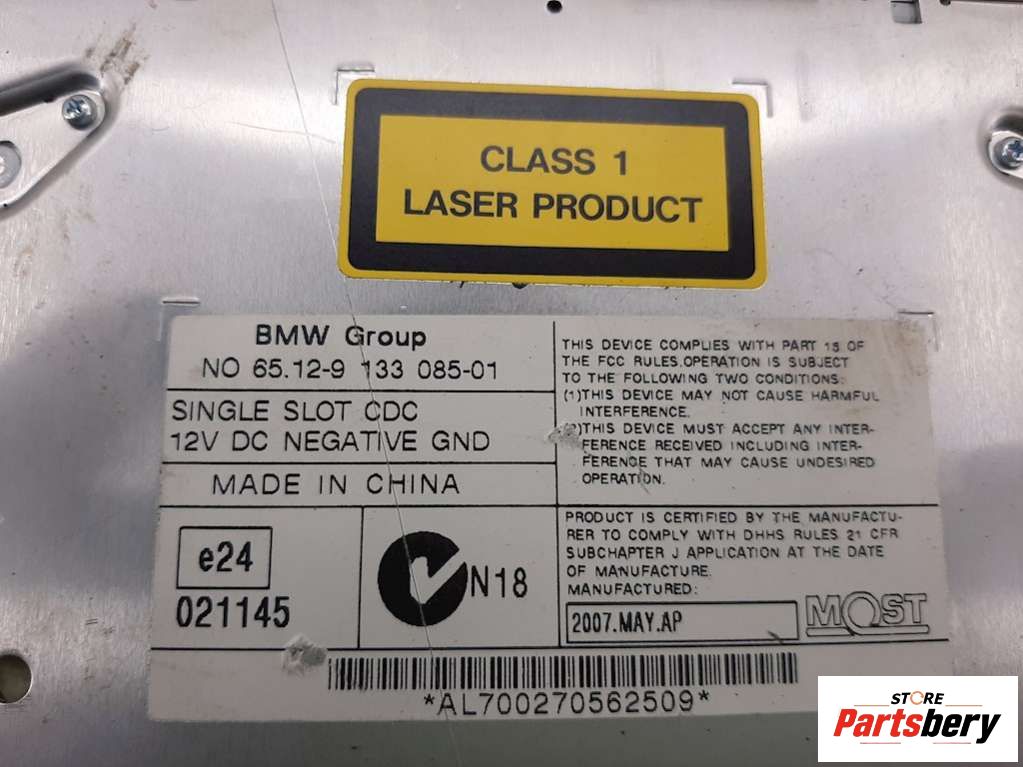 CLASS 1
LASER PRODUCT
BMW Group
NO 65.12-9 133 085-01
SINGLE SLOT CDC
12V DC NEGATIVE GND
MADE IN CHINA
e24
021145
N18
THIS DEVICE COMPLIES WITH PART 15 OF
THE FCC RULES.OPERATION IS SUBJECT
TO THE FOLLOWING TWO CONDITIONS:
(1)THIS DEVICE MAY NOT CAUSE HARMFUL
INTERFERENCE.
(2)THIS DEVICE MUST ACCEPT ANY INTER-
FERENCE RECEIVED INCLUDING INTER-
FERENCE THAT MAY CAUSE UNDESIRED
OPERATION.
PRODUCT IS CERTIFIED BY THE MANUFACTU-
RER TO COMPLY WITH DHHS RULES 21 CFR
SUBCHAPTER J APPLICATION AT THE DATE
OF MANUFACTURE.
MANUFACTURED:
2007.MAY.AP
MOST
*AL700270562509*
STORE
Partsbery